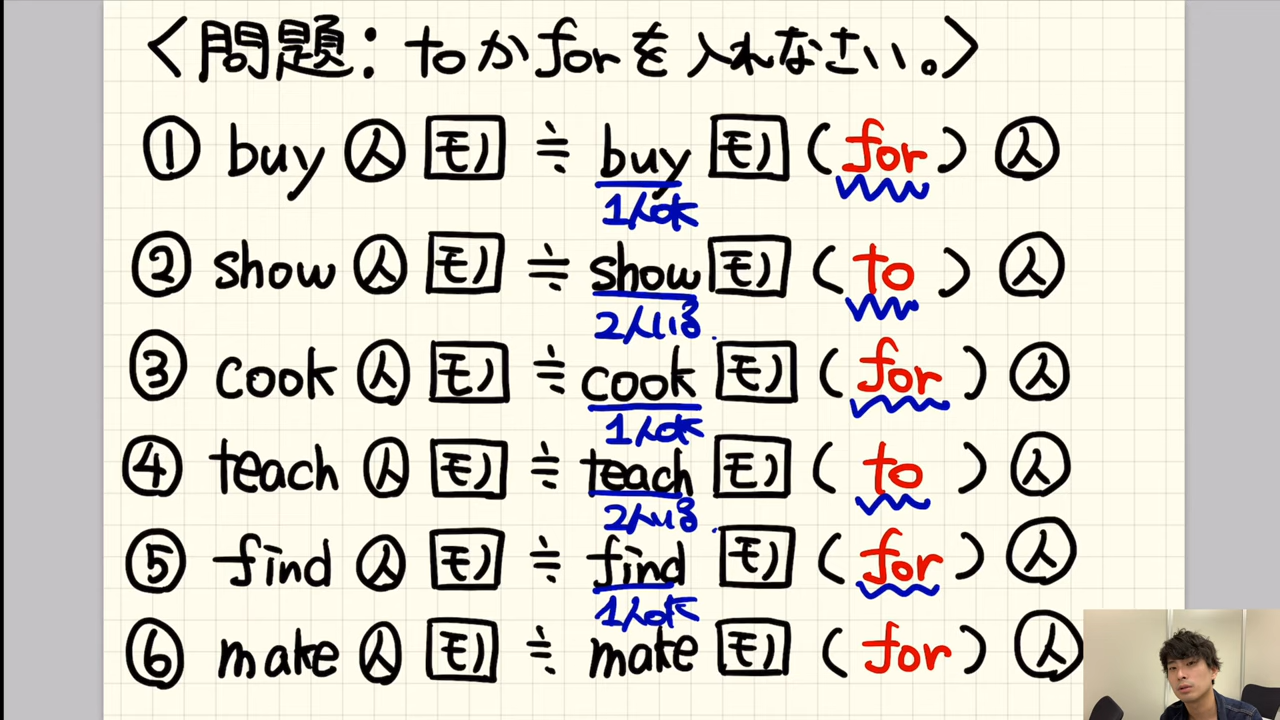 <問題:toかforを入れなさい。>
① buy 人 モノ ≒ buy モノ (for)人
1人ok
② show 人 モノ ≒ show モノ (to) 人
2人いる
③ cook 人 モノ ≒ cook モノ (for) 人
1人ok
④ teach 人 モノ ≒ teach モノ (to) 人
2人いる
⑤ find 人 モノ ≒ find モノ (for) 人
1人ok
⑥ make 人 モノ ≒ make モノ (for) 人